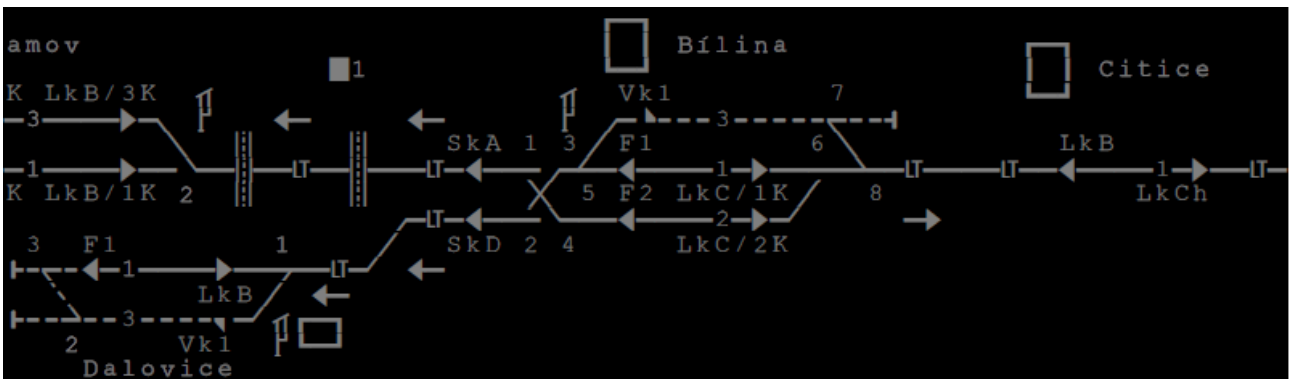 amov
Bílina
Citice
1
K LkB/3K
Vk1
7
3
3
LT
LT
SkA 1 3
F1
6
LkB
1
LT
1
LT
LT
1
LT
K LkB/1K 2
5 F2 LkC/1K
8
LkCh
LT
2
3 F1
1
SkD 2 4
LkC/2K
1
LT
LkB
3
2
Vk1
Dalovice